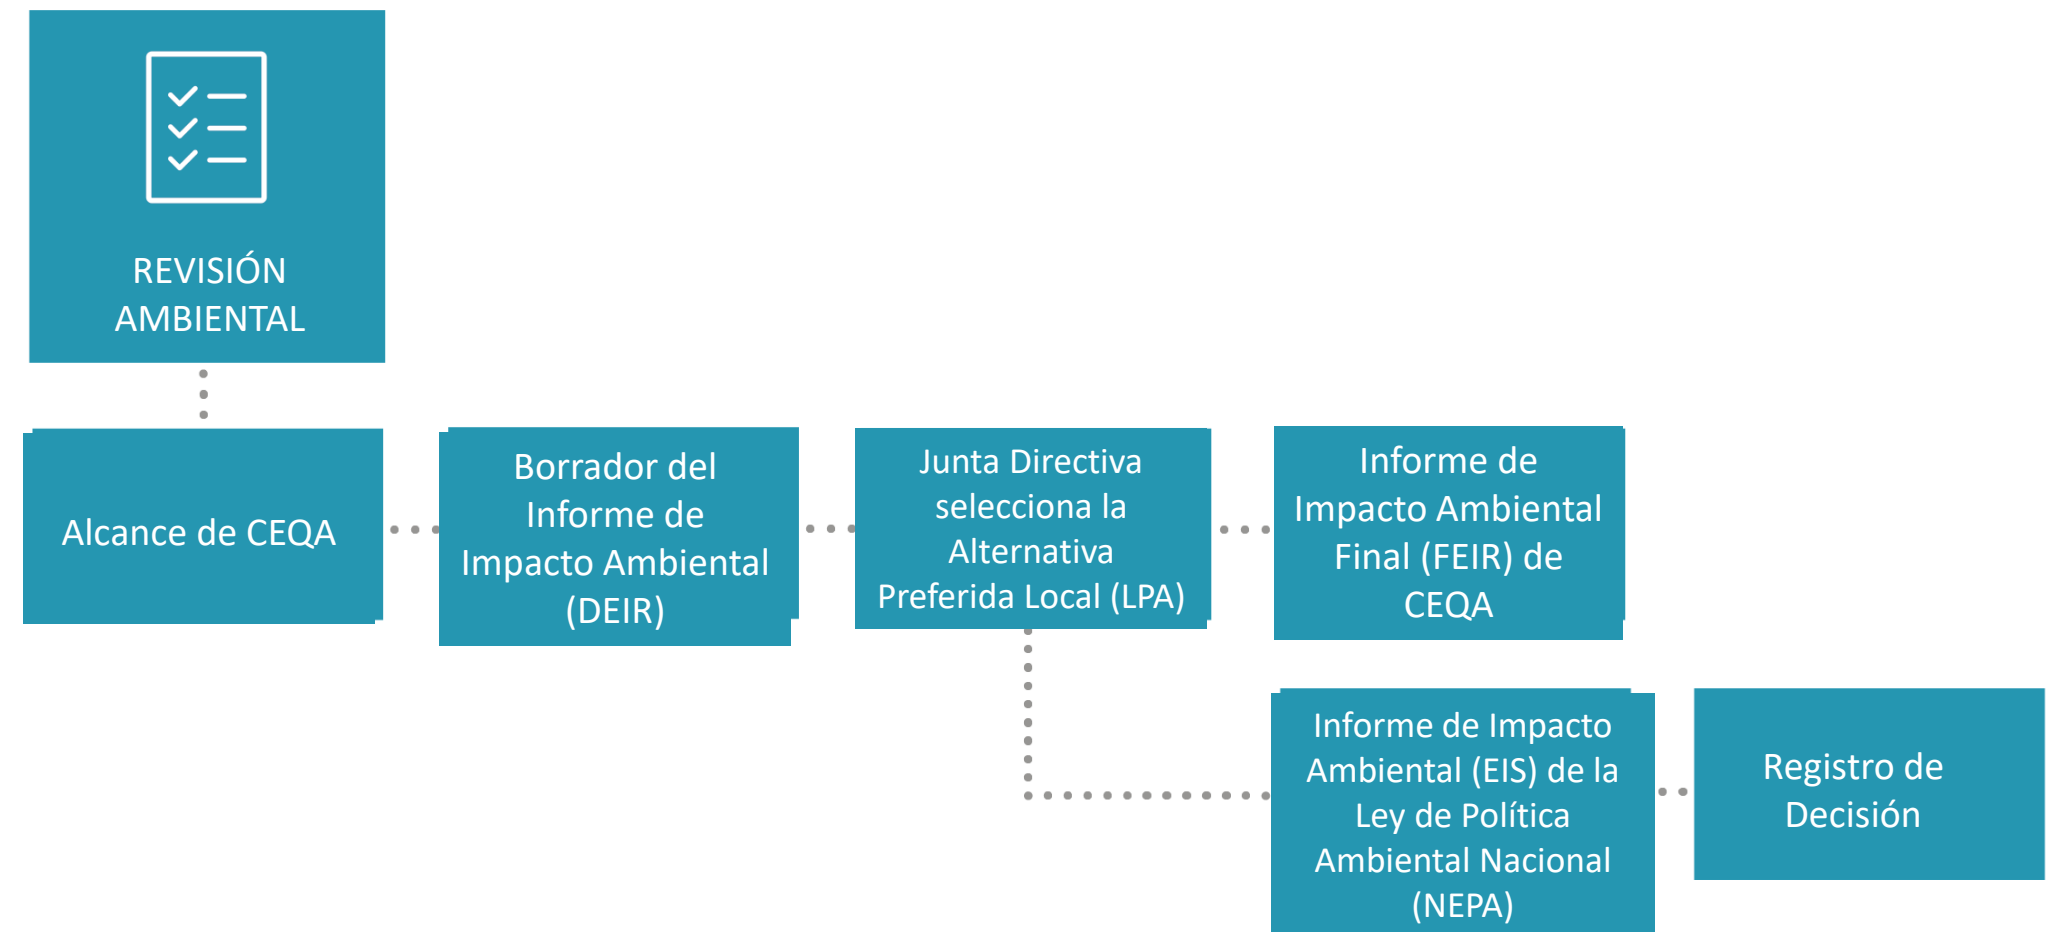 REVISIÓN
AMBIENTAL
Alcance de CEQA
Borrador del
Informe de
Impacto Ambiental
(DEIR)
Junta Directiva
selecciona la
Alternativa
Preferida Local (LPA)
Informe de
Impacto Ambiental
Final (FEIR) de
CEQA
Informe de Impacto
Ambiental (EIS) de la
Ley de Política
Ambiental Nacional
(NEPA)
Registro de
Decisión